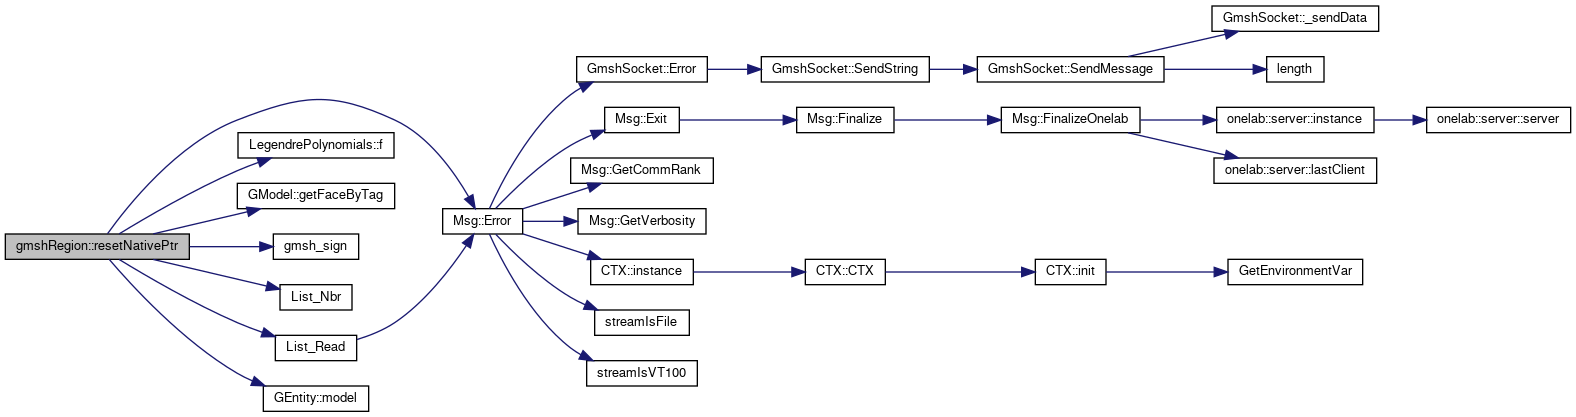 gmshRegion::resetNativePtr
LegendrePolynomials::f
GModel::getFaceByTag
gmsh_sign
List_Nbr
List_Read
GEntity::model
Msg::Error
GmshSocket::Error
Msg::Exit
Msg::GetCommRank
Msg::GetVerbosity
CTX::instance
streamIsFile
streamIsVT100
GmshSocket::SendString
Msg::Finalize
CTX::CTX
GmshSocket::SendMessage
Msg::FinalizeOnelab
CTX::init
GmshSocket::_sendData
length
onelab::server::instance
onelab::server::lastClient
GetEnvironmentVar
onelab::server::server